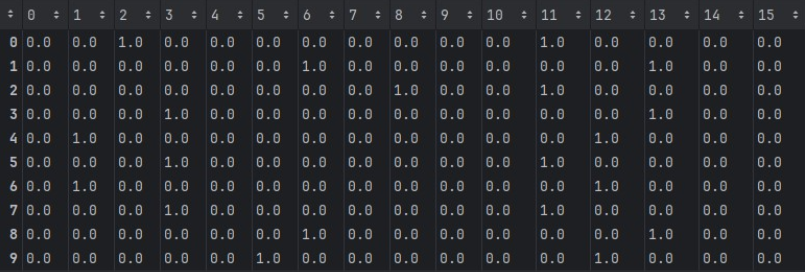 0 1 2 3 4 5 6 7 8 9 10 11 12 13 14 15
0 0.0 0.0 1.0 0.0 0.0 0.0 0.0 0.0 0.0 0.0 0.0 1.0 0.0 0.0 0.0 0.0
1 0.0 0.0 0.0 0.0 0.0 0.0 1.0 0.0 0.0 0.0 0.0 0.0 0.0 1.0 0.0 0.0
2 0.0 0.0 0.0 0.0 0.0 0.0 0.0 0.0 1.0 0.0 0.0 1.0 0.0 0.0 0.0 0.0
3 0.0 0.0 0.0 1.0 0.0 0.0 0.0 0.0 0.0 0.0 0.0 0.0 0.0 1.0 0.0 0.0
4 0.0 1.0 0.0 0.0 0.0 0.0 0.0 0.0 0.0 0.0 0.0 0.0 1.0 0.0 0.0 0.0
5 0.0 0.0 0.0 1.0 0.0 0.0 0.0 0.0 0.0 0.0 0.0 1.0 0.0 0.0 0.0 0.0
6 0.0 1.0 0.0 0.0 0.0 0.0 0.0 0.0 0.0 0.0 0.0 0.0 1.0 0.0 0.0 0.0
7 0.0 0.0 0.0 1.0 0.0 0.0 0.0 0.0 0.0 0.0 0.0 1.0 0.0 0.0 0.0 0.0
8 0.0 0.0 0.0 0.0 0.0 0.0 1.0 0.0 0.0 0.0 0.0 0.0 0.0 1.0 0.0 0.0
9 0.0 0.0 0.0 0.0 0.0 1.0 0.0 0.0 0.0 0.0 0.0 0.0 1.0 0.0 0.0 0.0